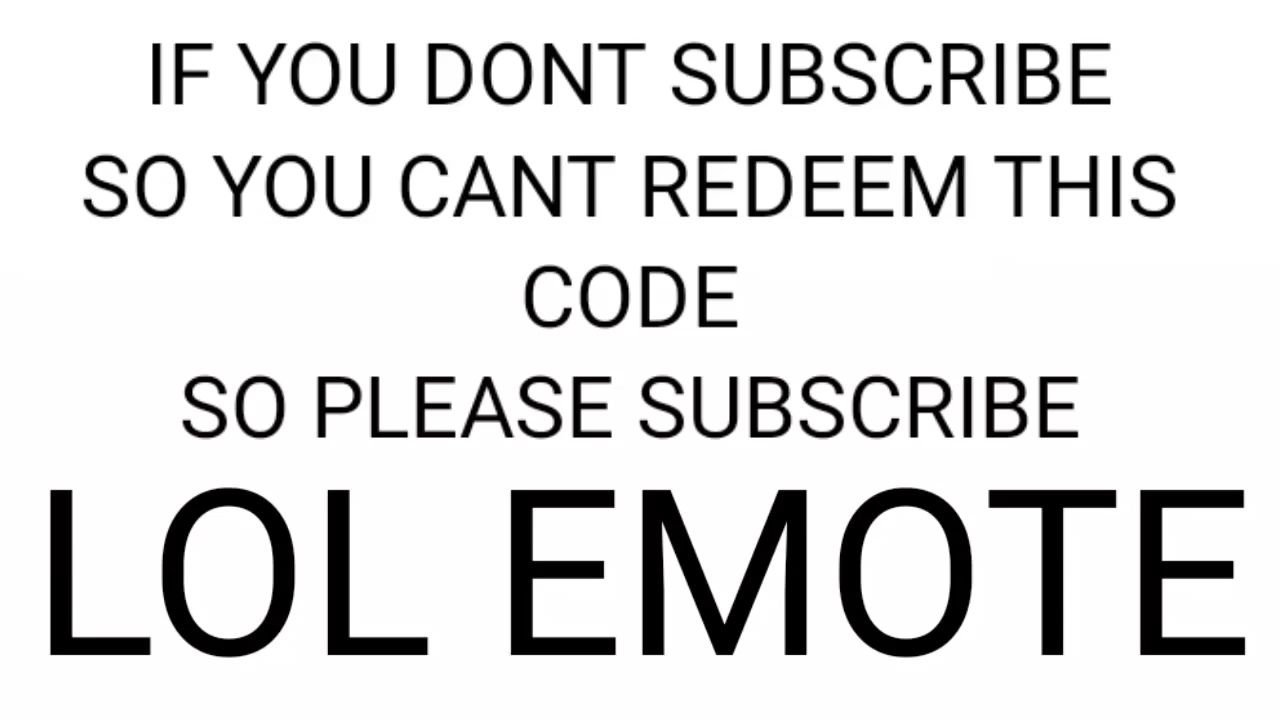 IF YOU DONT SUBSCRIBE
SO YOU CANT REDEEM THIS
CODE
SO PLEASE SUBSCRIBE
LOL EMOTE